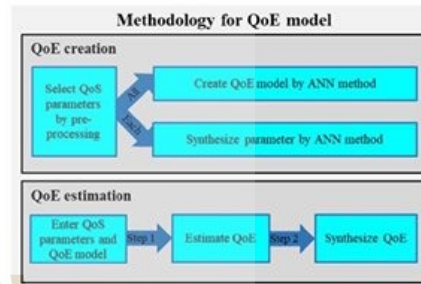 Methodology for QoE model
QoE creation
Select QoS
parameters
by pre-
processing
All
Each
Create QoE model by ANN method
Synthesize parameter by ANN method
QoE estimation
Enter QoS
parameters and
QoE model
Step 1
Estimate QoE
Step 2
Synthesize QoE